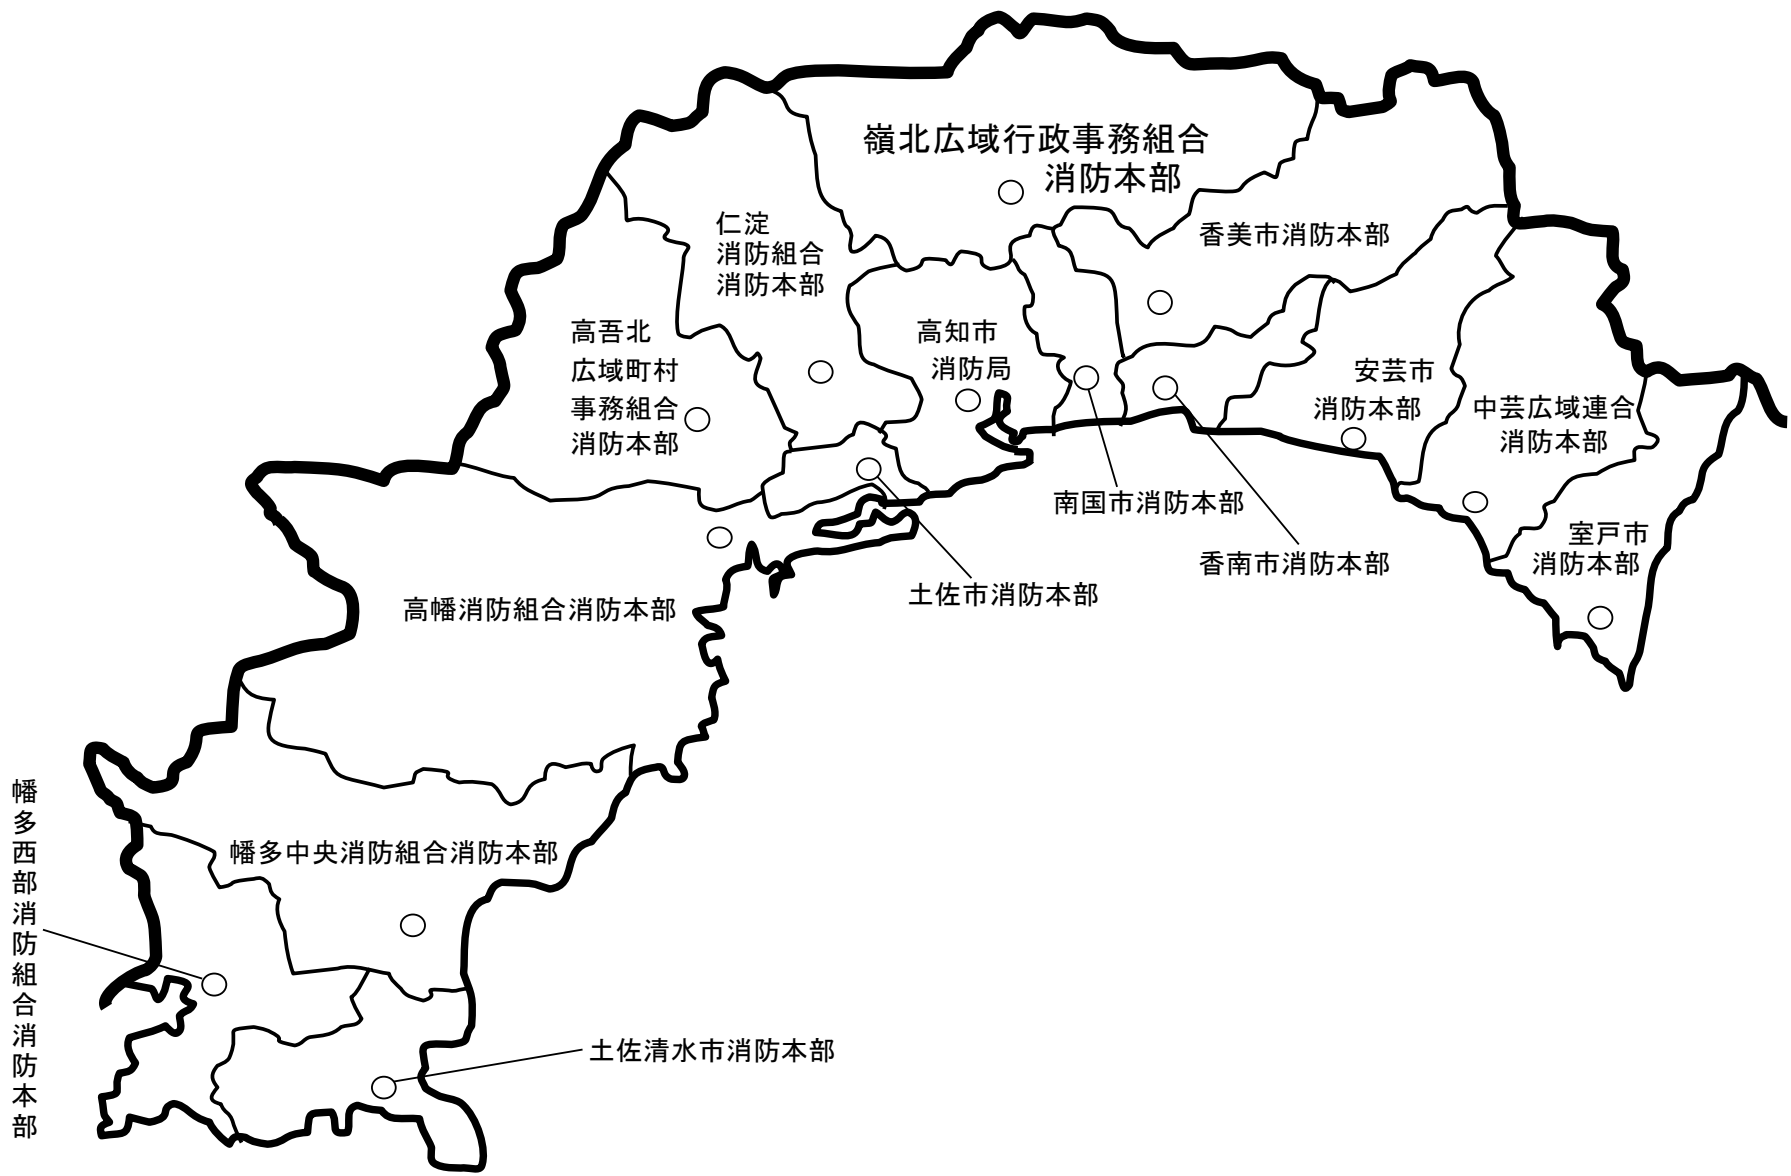 嶺北広域行政事務組合
消防本部
仁淀
消防組合
消防本部
香美市消防本部
高吾北
広域町村
事務組合
消防本部
高知市
消防局
安芸市
消防本部
中芸広域連合
消防本部
南国市消防本部
香南市消防本部
室戸市
消防本部
土佐市消防本部
高幡消防組合消防本部
幡多中央消防組合消防本部
幡多西部消防組合消防本部
土佐清水市消防本部